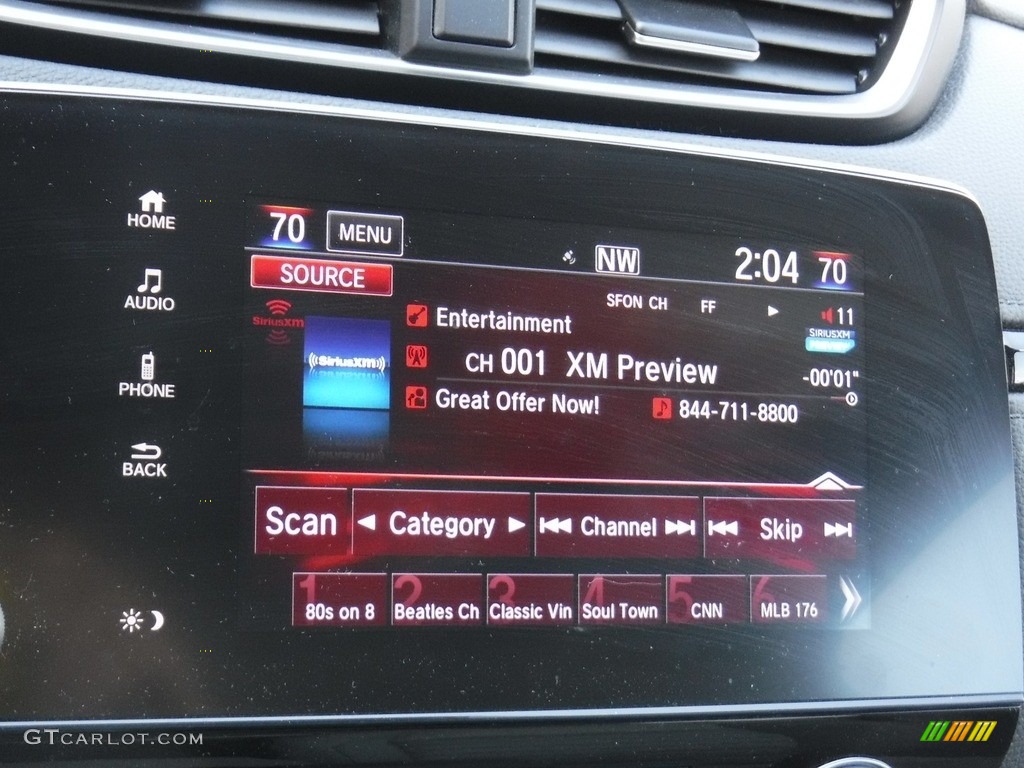 HOME
AUDIO
PHONE
BACK
70 MENU NW 2:04 70
SOURCE
SFON CH FF 11
SiriusXM
((SiriusXM))
Entertainment
SIRIUSXM
CH 001 XM Preview
-00'01"
Great Offer Now! 844-711-8800
Scan Category Channel Skip
1 80s on 8
2 Beatles Ch
3 Classic Vin
4 Soul Town
5 CNN
6 MLB 176
GTCARLOT.COM